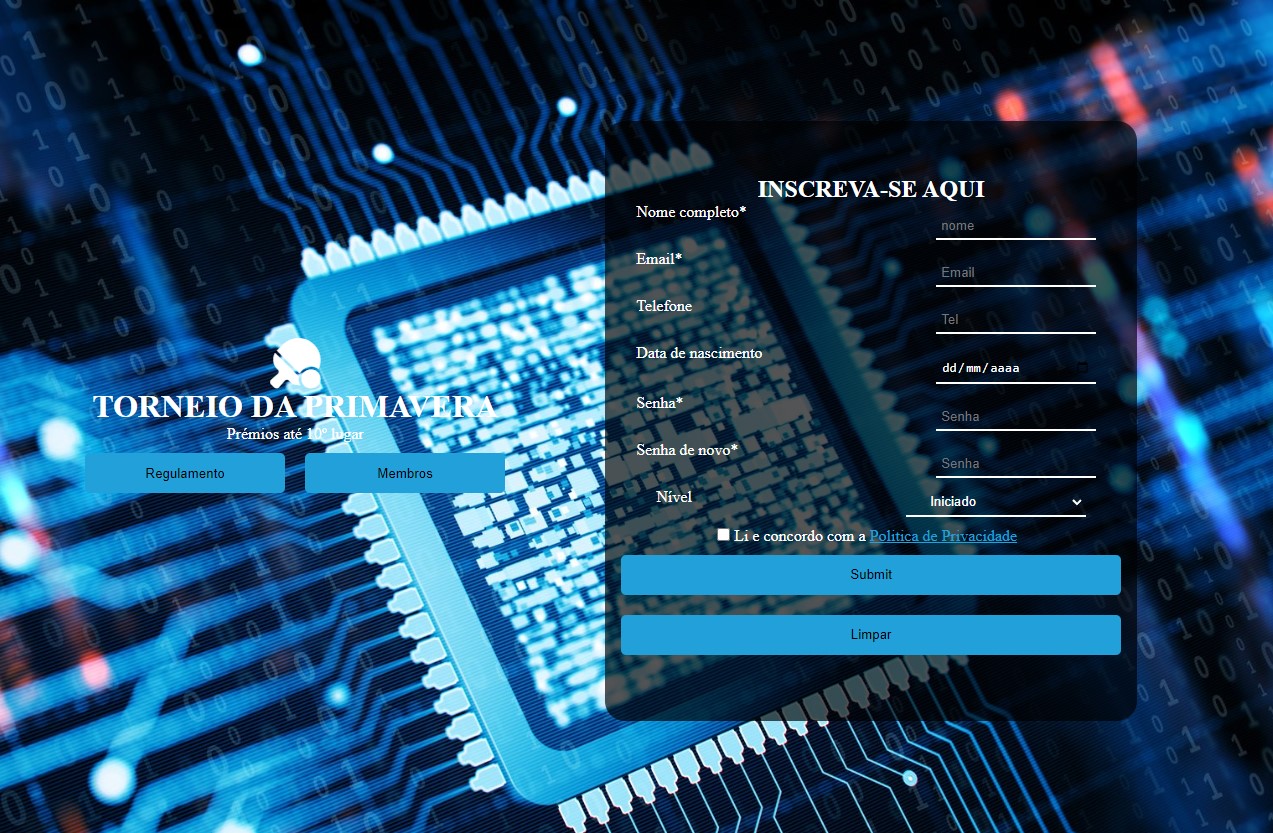 TORNEIO DA PRIMAVERA
Prémios até 10º lugar
Regulamento
Membros
INSCREVA-SE AQUI
Nome completo*
nome
Email*
Email
Telefone
Tel
Data de nascimento
dd/mm/aaaa
Senha*
Senha
Senha de novo*
Senha
Nível
Iniciado
Li e concordo com a Politica de Privacidade
Submit
Limpar